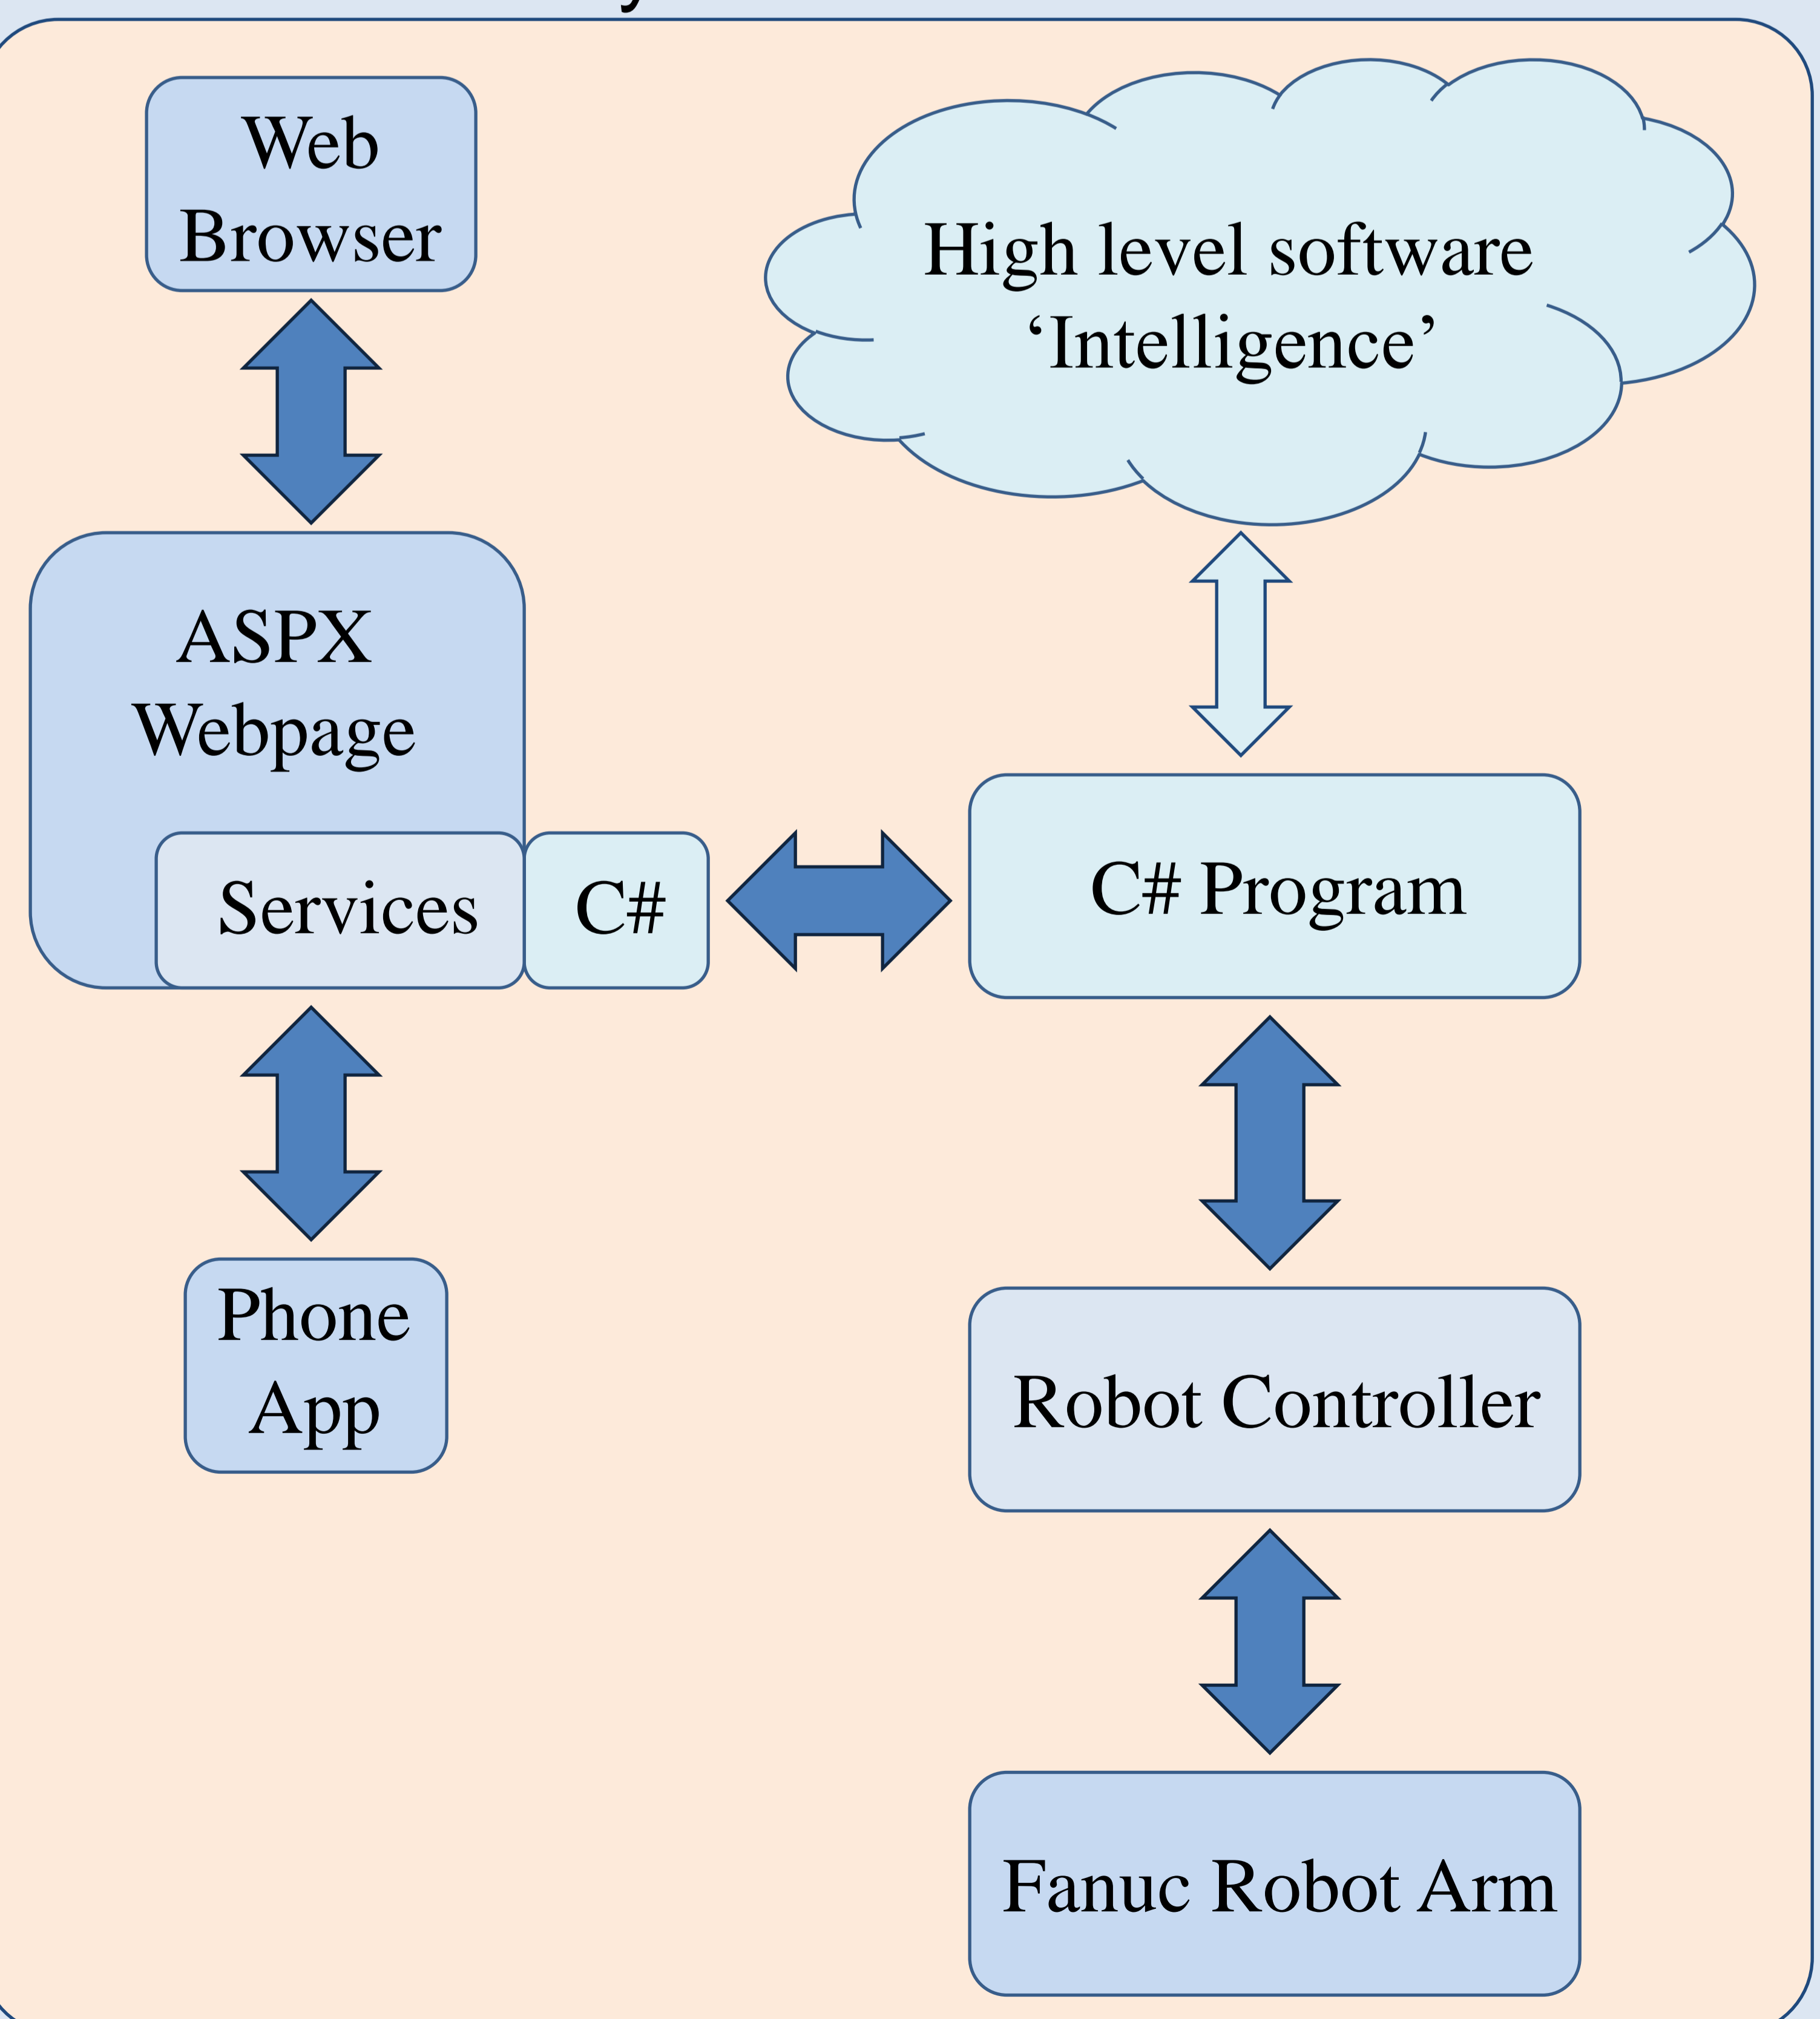 Web
Browser
High level software
‘Intelligence’
ASPX
Webpage
Services
C#
C# Program
Phone
App
Robot Controller
Fanuc Robot Arm